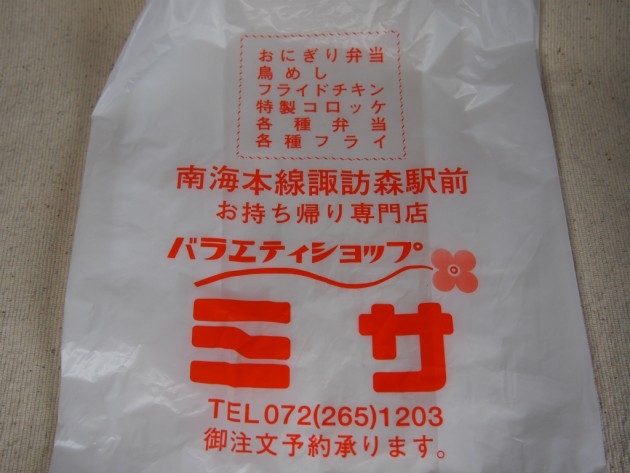 おにぎり弁当
鳥めし
フライドチキン
特製コロッケ
各種弁当
各種フライ
南海本線諏訪森駅前
お持ち帰り専門店
バラエティショップ
ミサ
TEL 072(265)1203
御注文予約承ります。